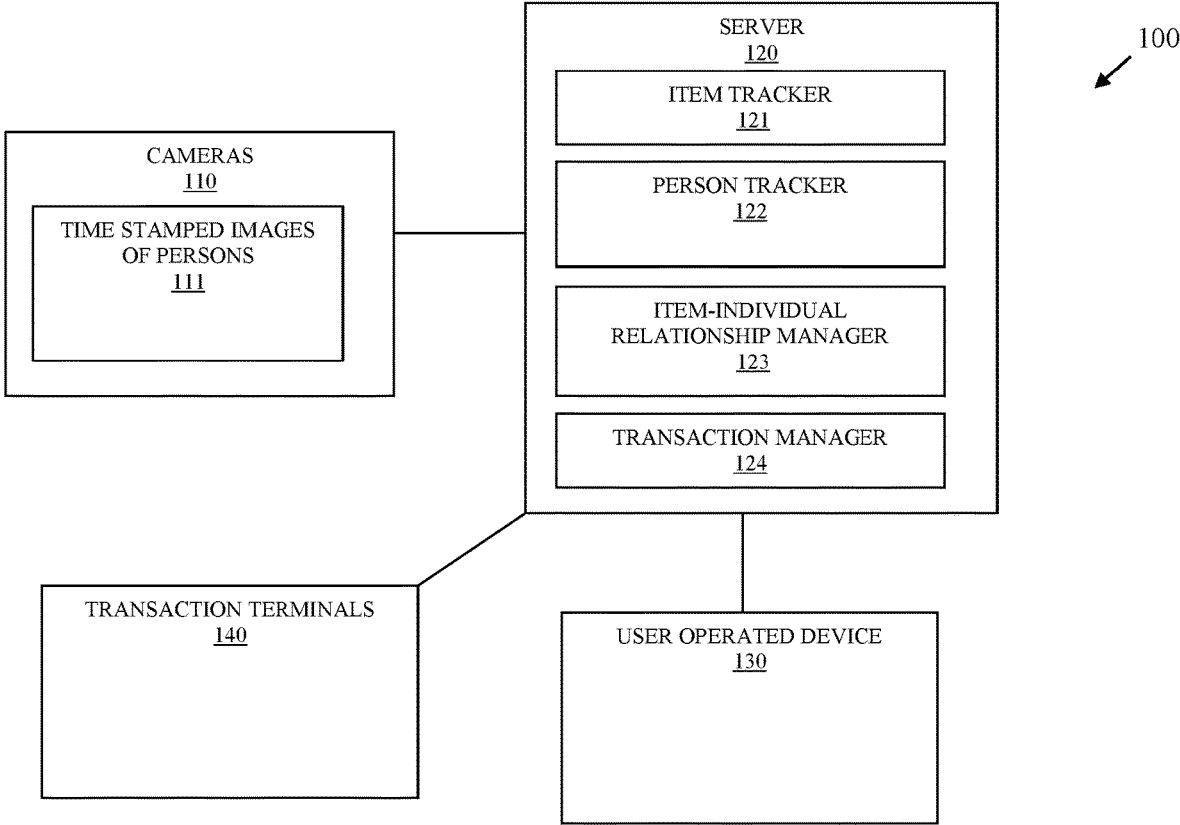 100
SERVER
120
ITEM TRACKER
121
PERSON TRACKER
122
ITEM-INDIVIDUAL
RELATIONSHIP MANAGER
123
TRANSACTION MANAGER
124
CAMERAS
110
TIME STAMPED IMAGES
OF PERSONS
111
TRANSACTION TERMINALS
140
USER OPERATED DEVICE
130